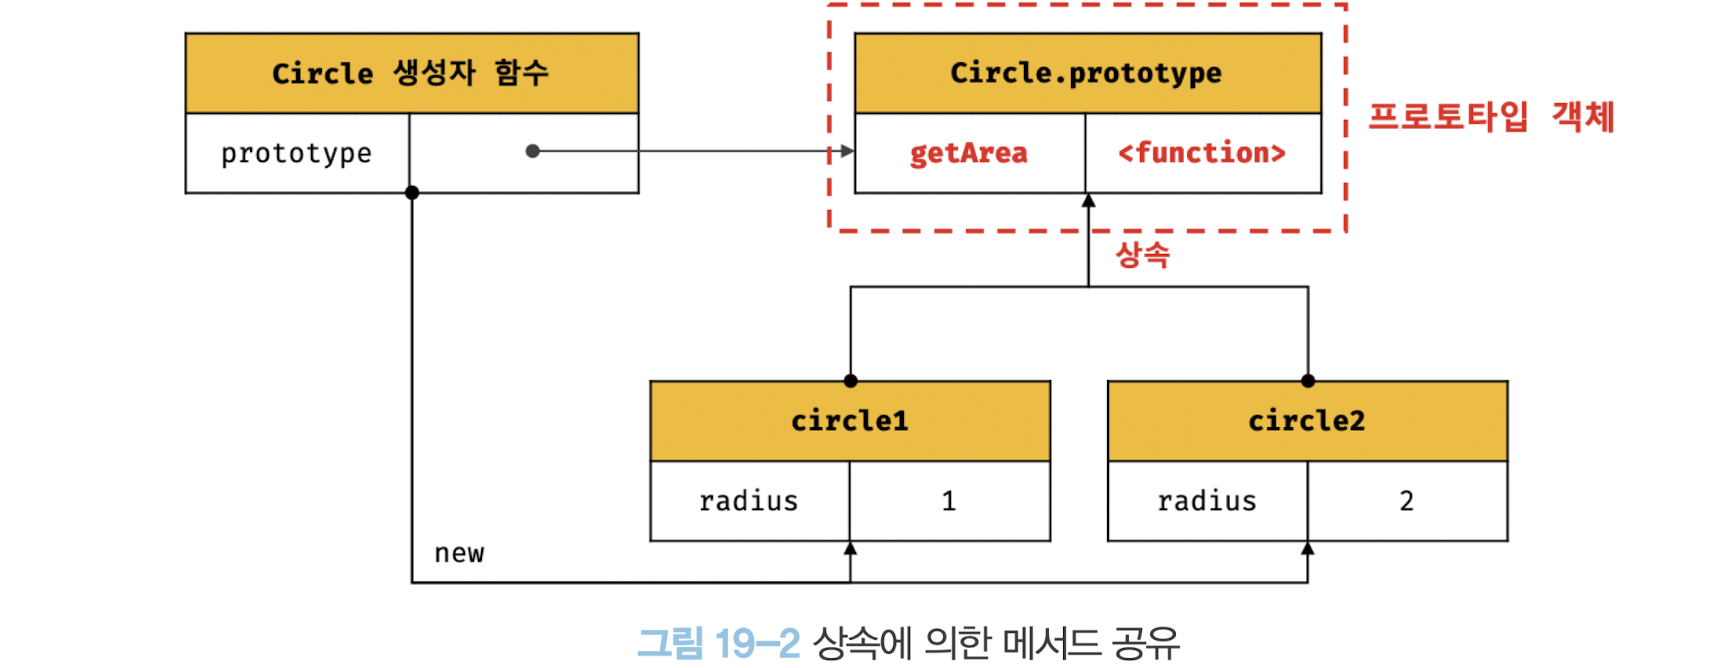 Circle 생성자 함수
prototype
Circle.prototype
getArea <function>
프로토타입 객체
상속
circle1
radius 1
circle2
radius 2
new
그림 19-2 상속에 의한 메서드 공유